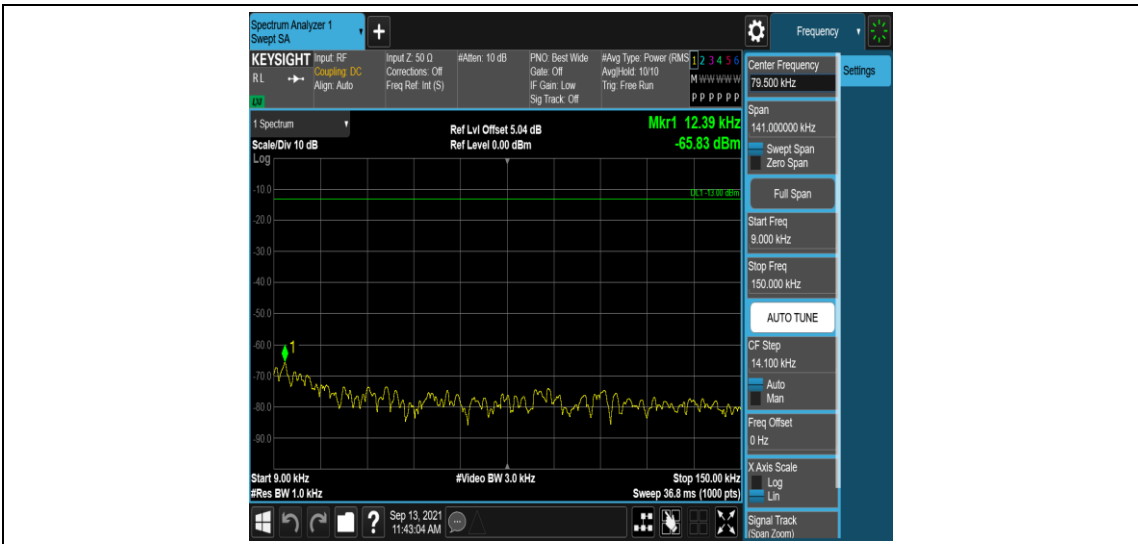 Spectrum Analyzer 1
Swept SA
Frequency
KEYSIGHT
RL
LXI
Input: RF
Coupling: DC
Align: Auto
Input Z: 50 Ω
Corrections: Off
Freq Ref: Int (S)
#Atten: 10 dB
PNO: Best Wide
Gate: Off
IF Gain: Low
Sig Track: Off
#Avg Type: Power (RMS
Avg|Hold: 10/10
Trig: Free Run
1 2 3 4 5 6
M W W W W W
P P P P P P
Center Frequency
79.500 kHz
Settings
Span
141.000000 kHz
Swept Span
Zero Span
Full Span
Start Freq
9.000 kHz
Stop Freq
150.000 kHz
AUTO TUNE
CF Step
14.100 kHz
Auto
Man
Freq Offset
0 Hz
X Axis Scale
Log
Lin
Signal Track
(Span Zoom)
1 Spectrum
Scale/Div 10 dB
Log
Ref Lvl Offset 5.04 dB
Ref Level 0.00 dBm
Mkr1 12.39 kHz
-65.83 dBm
DL1 -13.00 dBm
-10.0
-20.0
-30.0
-40.0
-50.0
-60.0
1
-70.0
-80.0
-90.0
Start 9.00 kHz
#Res BW 1.0 kHz
#Video BW 3.0 kHz
Stop 150.00 kHz
Sweep 36.8 ms (1000 pts)
Sep 13, 2021
11:43:04 AM